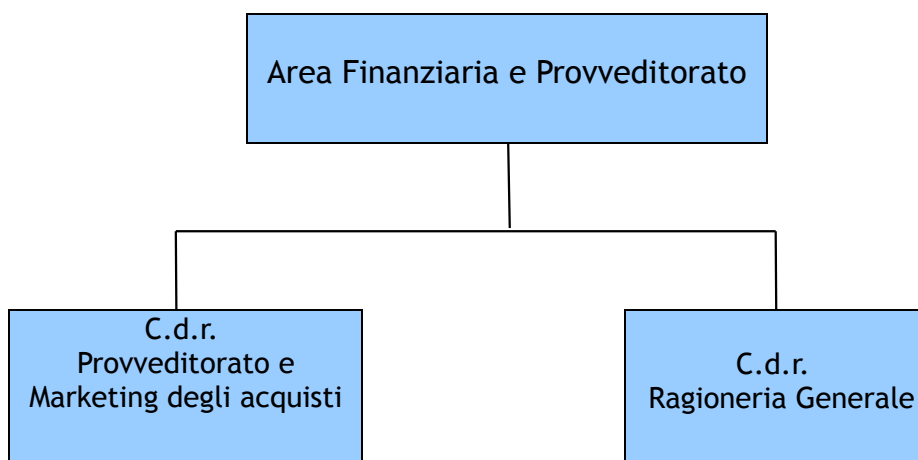 Area Finanziaria e Provveditorato
C.d.r.
Provveditorato e
Marketing degli acquisti
C.d.r.
Ragioneria Generale